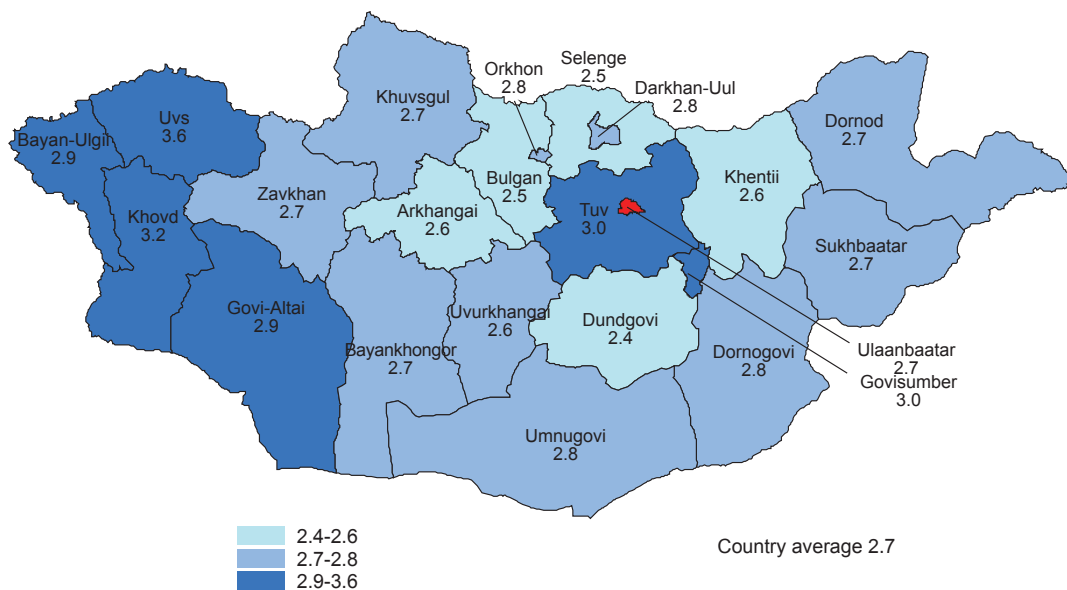 Orkhon
2.8
Selenge
2.5
Darkhan-Uul
2.8
Khuvsgul
2.7
Uvs
3.6
Bayan-Ulgii
2.9
Dornod
2.7
Zavkhan
2.7
Bulgan
2.5
Khentii
2.6
Khovd
3.2
Arkhangai
2.6
Tuv
3.0
Sukhbaatar
2.7
Govi-Altai
2.9
Uvurkhangai
2.6
Dundgovi
2.4
Bayankhongor
2.7
Dornogovi
2.8
Ulaanbaatar
2.7
Govisumber
3.0
Umnugovi
2.8
2.4-2.6
2.7-2.8
2.9-3.6
Country average 2.7